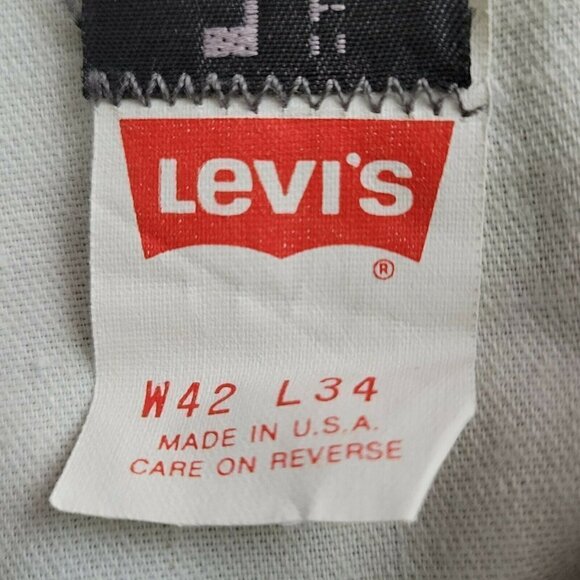 Levi's
®
W42 L34
MADE IN U.S.A.
CARE ON REVERSE